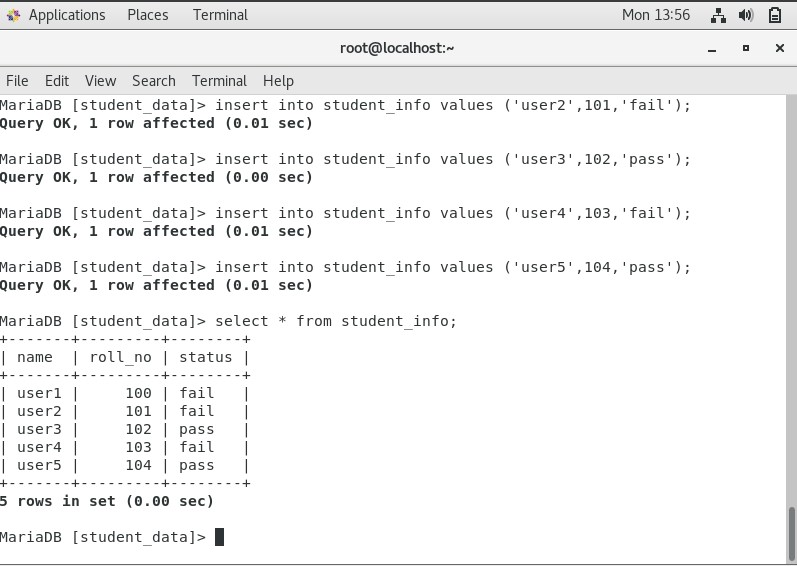 Applications Places Terminal Mon 13:56
root@localhost:~
File Edit View Search Terminal Help
MariaDB [student_data]> insert into student_info values ('user2',101,'fail');
Query OK, 1 row affected (0.01 sec)

MariaDB [student_data]> insert into student_info values ('user3',102,'pass');
Query OK, 1 row affected (0.00 sec)

MariaDB [student_data]> insert into student_info values ('user4',103,'fail');
Query OK, 1 row affected (0.01 sec)

MariaDB [student_data]> insert into student_info values ('user5',104,'pass');
Query OK, 1 row affected (0.01 sec)

MariaDB [student_data]> select * from student_info;
+-------+---------+--------+
| name  | roll_no | status |
+-------+---------+--------+
| user1 |     100 | fail   |
| user2 |     101 | fail   |
| user3 |     102 | pass   |
| user4 |     103 | fail   |
| user5 |     104 | pass   |
+-------+---------+--------+
5 rows in set (0.00 sec)

MariaDB [student_data]>